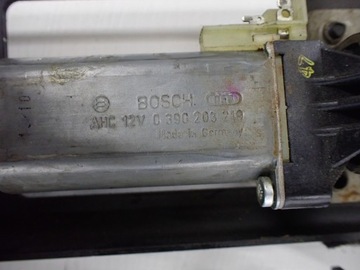 BOSCH
AHC 12V 0 390 203 219
Made in Germany